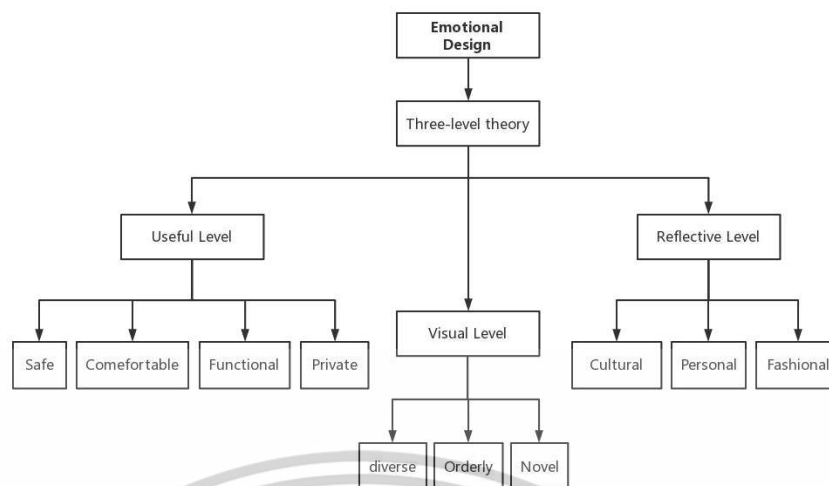 Emotional
Design
Three-level theory
Useful Level
Reflective Level
Visual Level
Safe
Comefortable
Functional
Private
Cultural
Personal
Fashional
diverse
Orderly
Novel